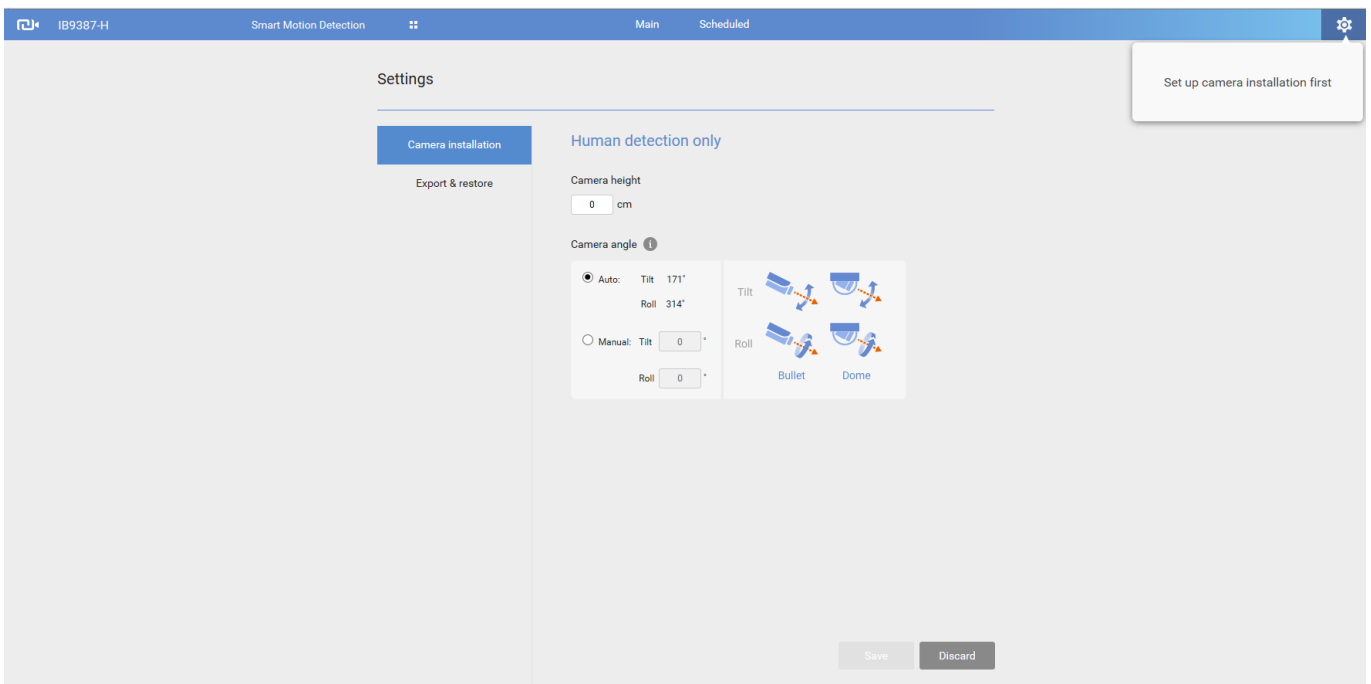 IB9387-H Smart Motion Detection Main Scheduled
Set up camera installation first
Settings
Camera installation
Export & restore
Human detection only
Camera height
0 cm
Camera angle i
Auto: Tilt 171°
Roll 314°
Manual: Tilt 0 °
Roll 0 °
Tilt
Roll
Bullet Dome
Save Discard